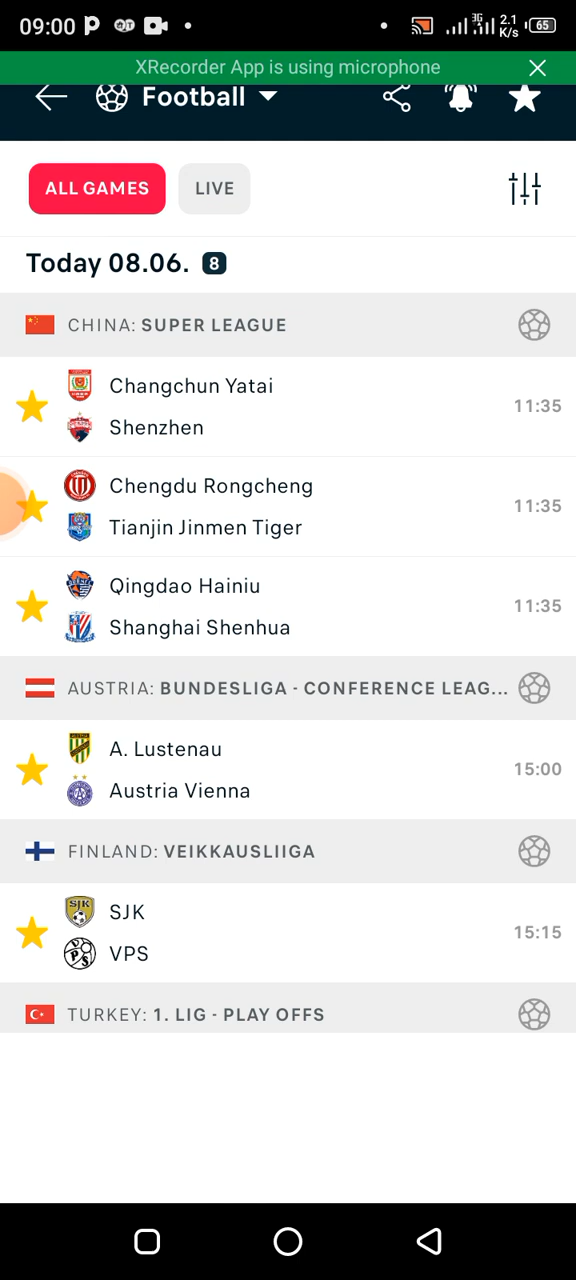 09:00 2.1 K/s 3G 65
XRecorder App is using microphone
Football
ALL GAMES LIVE
Today 08.06. 8
CHINA: SUPER LEAGUE
Changchun Yatai
11:35
Shenzhen
Chengdu Rongcheng
11:35
Tianjin Jinmen Tiger
Qingdao Hainiu
11:35
Shanghai Shenhua
AUSTRIA: BUNDESLIGA - CONFERENCE LEAG...
A. Lustenau
15:00
Austria Vienna
FINLAND: VEIKKAUSLIIGA
SJK
15:15
VPS
TURKEY: 1. LIG - PLAY OFFS